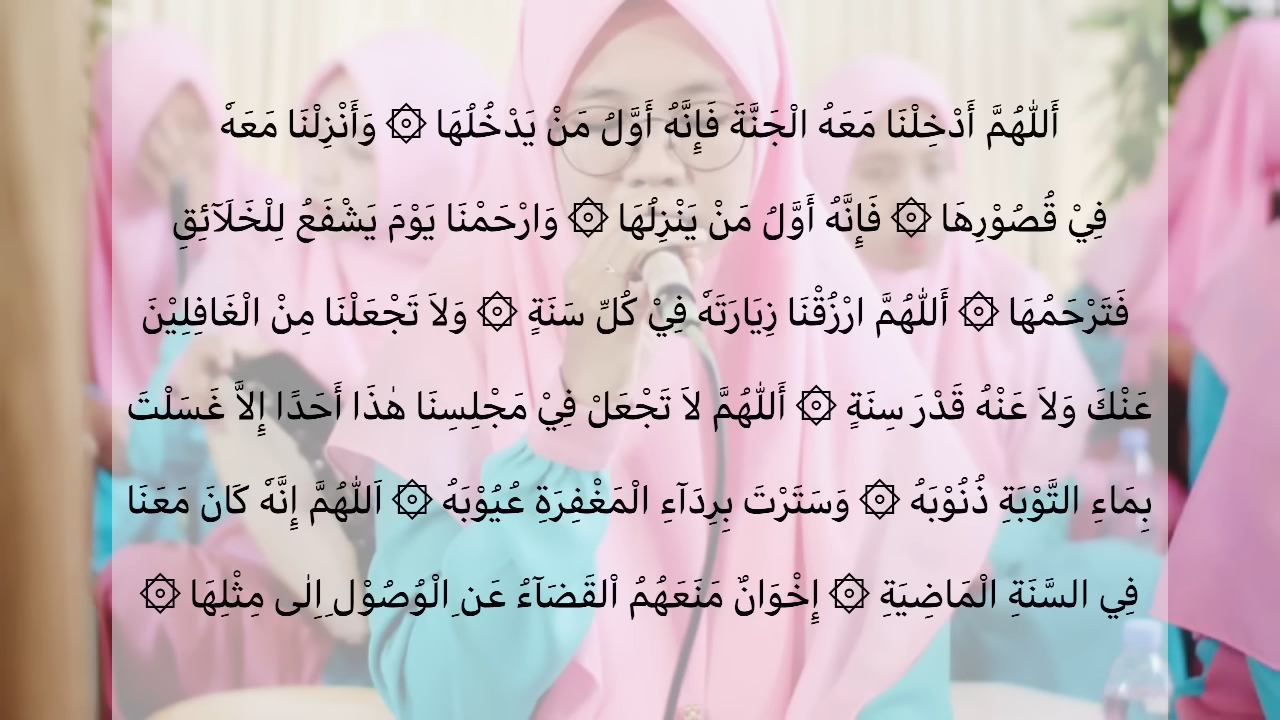 أَللّٰهُمَّ أَدْخِلْنَا مَعَهُ الْجَنَّةَ فَإِنَّهُ أَوَّلُ مَنْ يَدْخُلُهَا ۞ وَأَنْزِلْنَا مَعَهٗ
فِيْ قُصُوْرِهَا ۞ فَإِنَّهُ أَوَّلُ مَنْ يَنْزِلُهَا ۞ وَارْحَمْنَا يَوْمَ يَشْفَعُ لِلْخَلَآئِقِ
فَتَرْحَمُهَا ۞ أَللّٰهُمَّ ارْزُقْنَا زِيَارَتَهٗ فِيْ كُلِّ سَنَةٍ ۞ وَلاَ تَجْعَلْنَا مِنْ الْغَافِلِيْنَ
عَنْكَ وَلاَ عَنْهُ قَدْرَ سِنَةٍ ۞ أَللّٰهُمَّ لاَ تَجْعَلْ فِيْ مَجْلِسِنَا هٰذَا أَحَدًا إِلاَّ غَسَلْتَ
بِمَاءِ التَّوْبَةِ ذُنُوْبَهُ ۞ وَسَتَرْتَ بِرِدَآءِ الْمَغْفِرَةِ عُيُوْبَهُ ۞ اَللّٰهُمَّ إِنَّهٗ كَانَ مَعَنَا
فِي السَّنَةِ الْمَاضِيَةِ ۞ إِخْوَانٌ مَنَعَهُمُ اْلقَضَآءُ عَنِ الْوُصُوْلِ إِلٰى مِثْلِهَا ۞